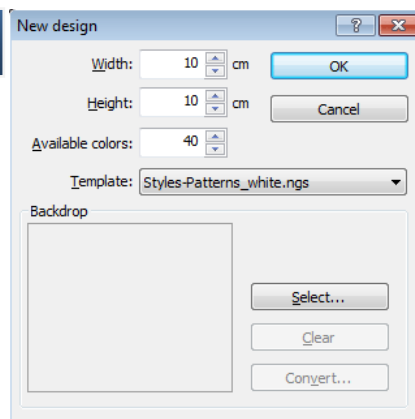 New design
Width: 10 cm
OK
Height: 10 cm
Cancel
Available colors: 40
Template: Styles-Patterns_white.ngs
Backdrop
Select...
Clear
Convert...